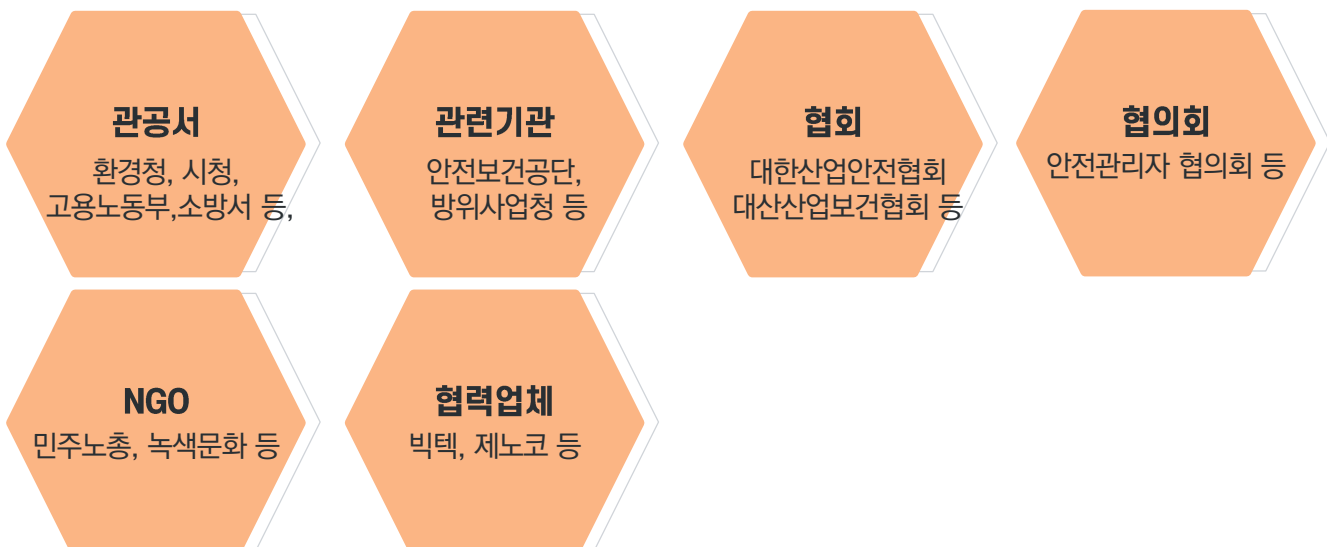 관공서
환경청, 시청,
고용노동부,소방서 등,
관련기관
안전보건공단,
방위사업청 등
협회
대한산업안전협회
대산산업보건협회 등
협의회
안전관리자 협의회 등
NGO
민주노총, 녹색문화 등
협력업체
빅텍, 제노코 등